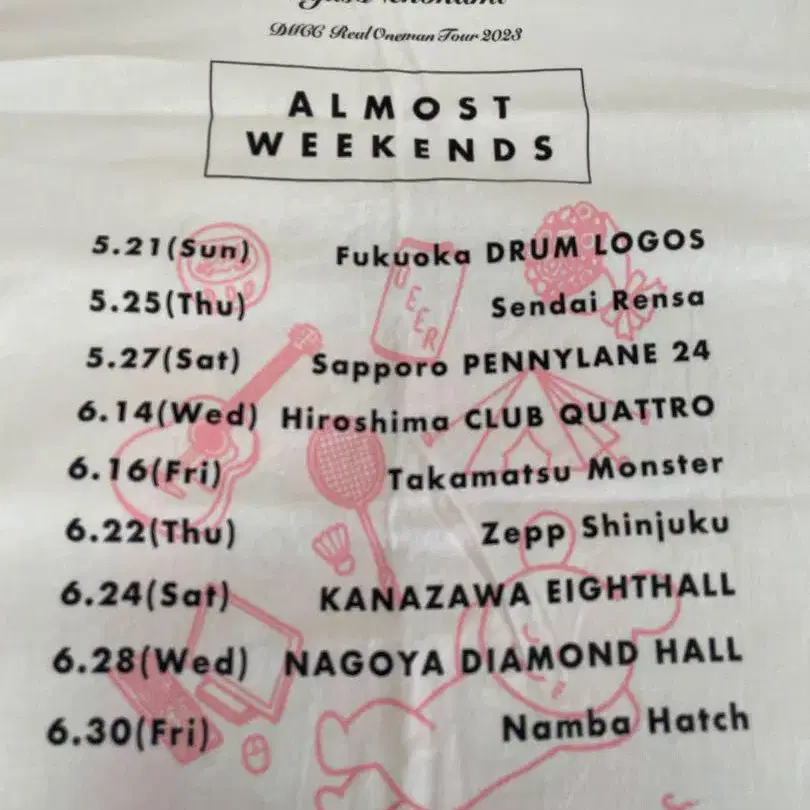 DMCC Real Oneman Tour 2023
ALMOST
WEEKENDS
5.21(Sun) Fukuoka DRUM LOGOS
5.25(Thu) Sendai Rensa
5.27(Sat) Sapporo PENNYLANE 24
6.14(Wed) Hiroshima CLUB QUATTRO
6.16(Fri) Takamatsu Monster
6.22(Thu) Zepp Shinjuku
6.24(Sat) KANAZAWA EIGHTHALL
6.28(Wed) NAGOYA DIAMOND HALL
6.30(Fri) Namba Hatch
BEER